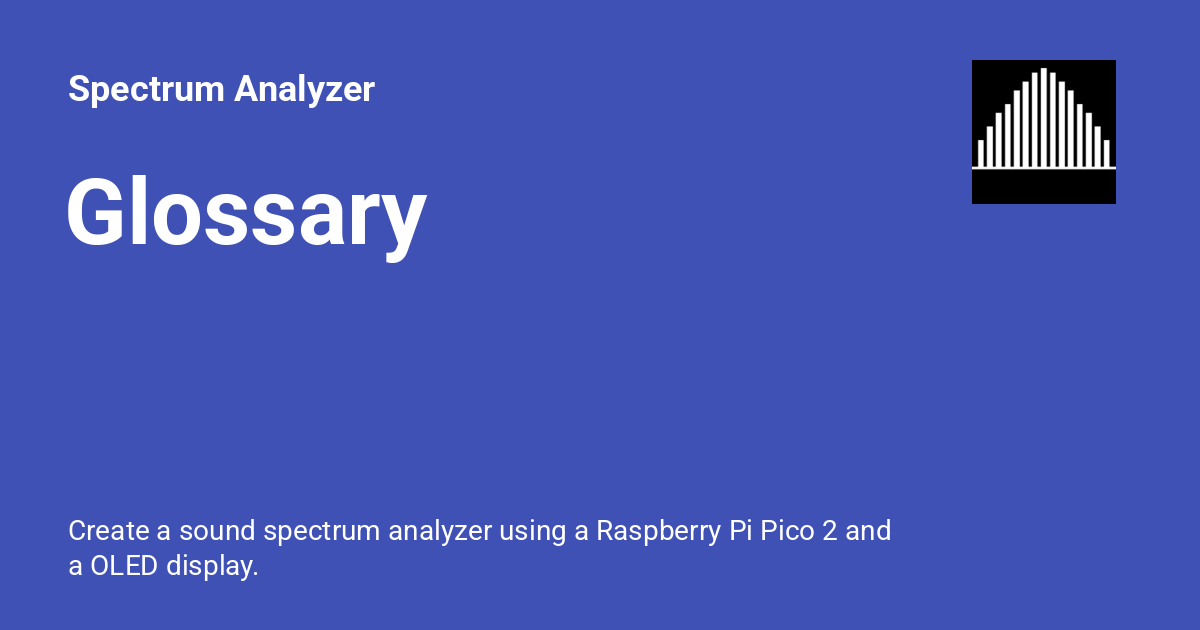 Spectrum Analyzer
Glossary
Create a sound spectrum analyzer using a Raspberry Pi Pico 2 and
a OLED display.